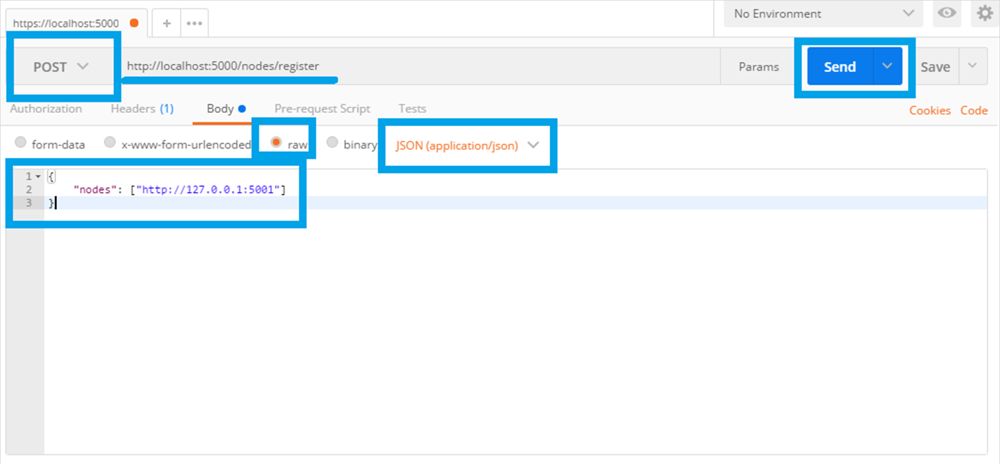 https://localhost:5000 + ••• No Environment
POST http://localhost:5000/nodes/register Params Send Save
Authorization Headers (1) Body Pre-request Script Tests Cookies Code
form-data x-www-form-urlencoded raw binary JSON (application/json)
1 {
2 "nodes": ["http://127.0.0.1:5001"]
3 }